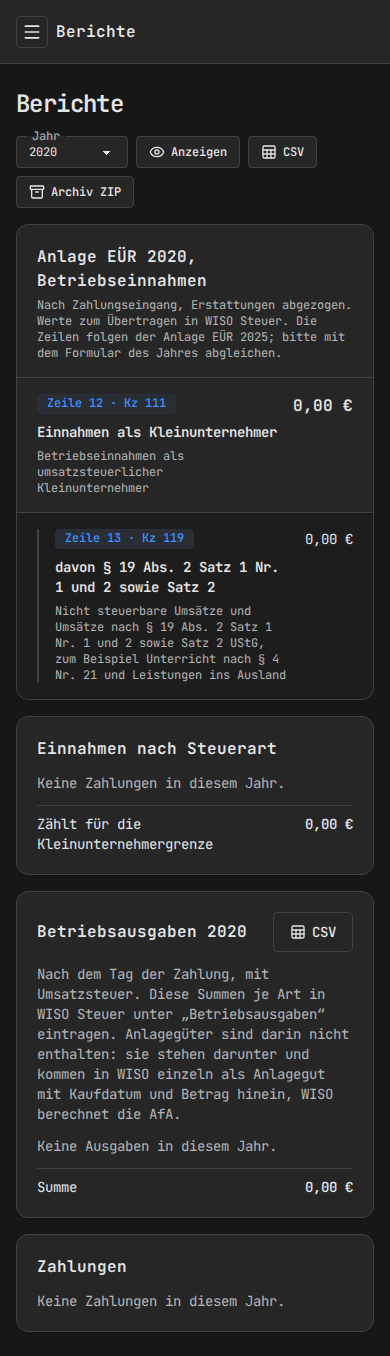 Berichte
Berichte
Jahr
2020
Anzeigen
CSV
Archiv ZIP
Anlage EÜR 2020,
Betriebseinnahmen
Nach Zahlungseingang, Erstattungen abgezogen.
Werte zum Übertragen in WISO Steuer. Die
Zeilen folgen der Anlage EÜR 2025; bitte mit
dem Formular des Jahres abgleichen.
Zeile 12 · Kz 111
0,00 €
Einnahmen als Kleinunternehmer
Betriebseinnahmen als
umsatzsteuerlicher
Kleinunternehmer
Zeile 13 · Kz 119
0,00 €
davon § 19 Abs. 2 Satz 1 Nr.
1 und 2 sowie Satz 2
Nicht steuerbare Umsätze und
Umsätze nach § 19 Abs. 2 Satz 1
Nr. 1 und 2 sowie Satz 2 UStG,
zum Beispiel Unterricht nach § 4
Nr. 21 und Leistungen ins Ausland
Einnahmen nach Steuerart
Keine Zahlungen in diesem Jahr.
Zählt für die
Kleinunternehmergrenze
0,00 €
Betriebsausgaben 2020
CSV
Nach dem Tag der Zahlung, mit
Umsatzsteuer. Diese Summen je Art in
WISO Steuer unter „Betriebsausgaben“
eintragen. Anlagegüter sind darin nicht
enthalten: sie stehen darunter und
kommen in WISO einzeln als Anlagegut
mit Kaufdatum und Betrag hinein, WISO
berechnet die AfA.
Keine Ausgaben in diesem Jahr.
Summe
0,00 €
Zahlungen
Keine Zahlungen in diesem Jahr.